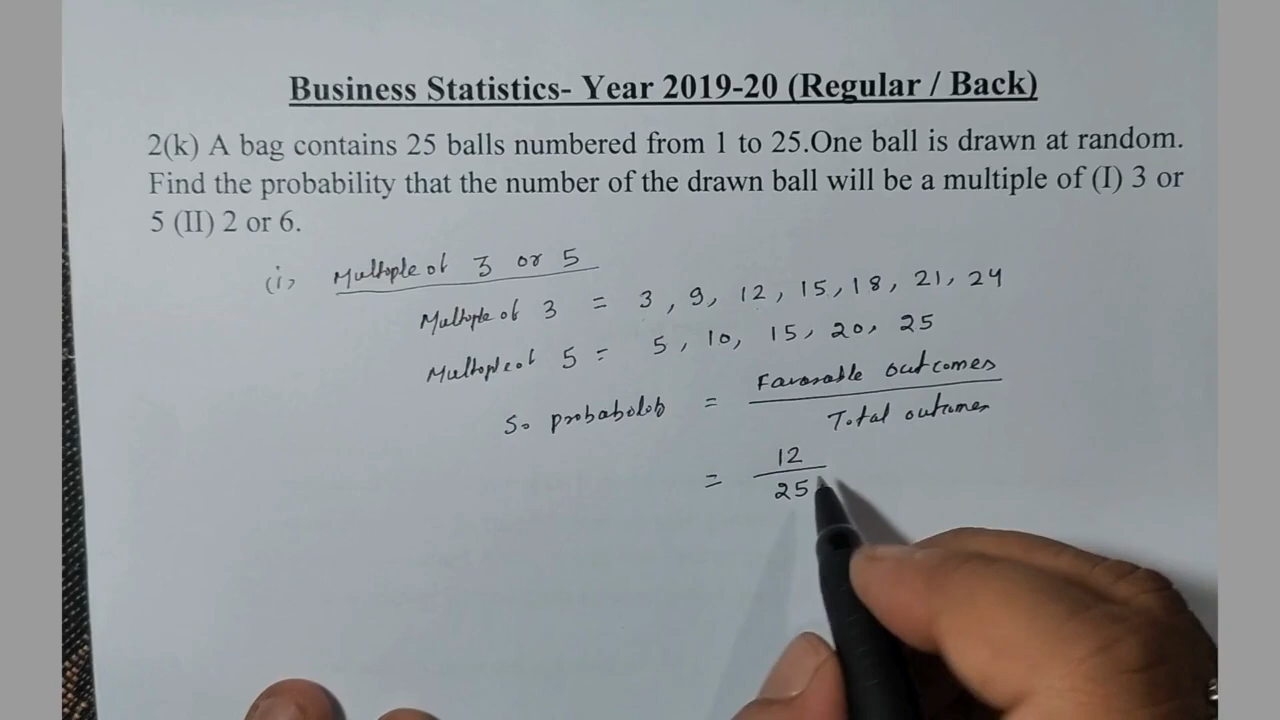 Business Statistics- Year 2019-20 (Regular / Back)
2(k) A bag contains 25 balls numbered from 1 to 25.One ball is drawn at random.
Find the probability that the number of the drawn ball will be a multiple of (I) 3 or
5 (II) 2 or 6.
(i) Multiple of 3 or 5
Multiple of 3 = 3, 9, 12, 15, 18, 21, 24
Multiple of 5 = 5, 10, 15, 20, 25
So probabolob = Favorable outcomes
Total outcomes
= 12
25